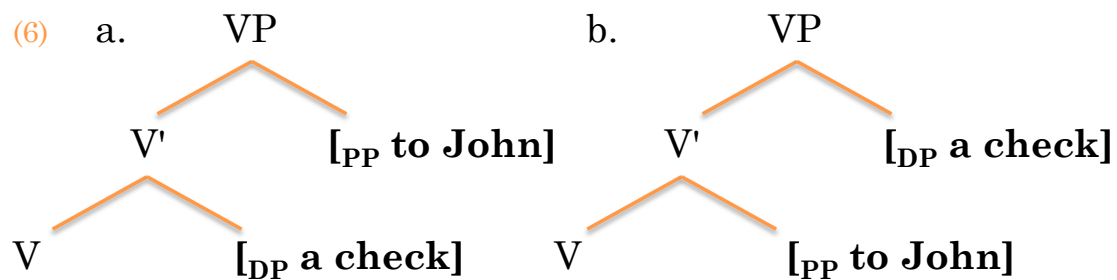 (6) a. VP b. VP
V' [PP to John] V' [DP a check]
V [DP a check] V [PP to John]